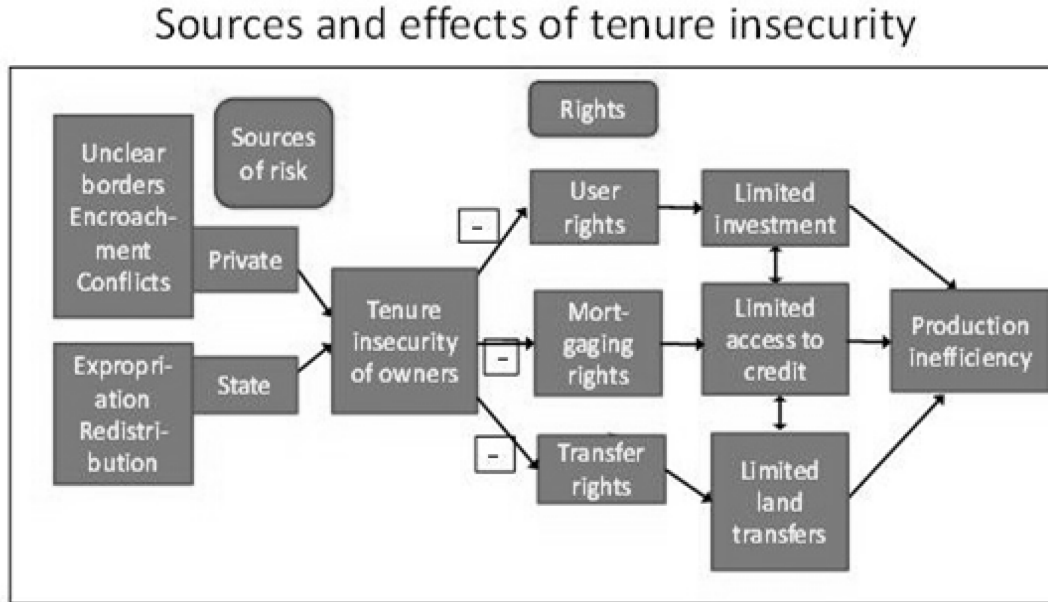 Sources and effects of tenure insecurity
Unclear
borders
Encroach-
ment
Conflicts
Sources
of risk
Private
Expropri-
ation
Redistri-
bution
State
Tenure
insecurity
of owners
Rights
–
User
rights
Limited
investment
–
Mort-
gaging
rights
Limited
access to
credit
Production
inefficiency
–
Transfer
rights
Limited
land
transfers